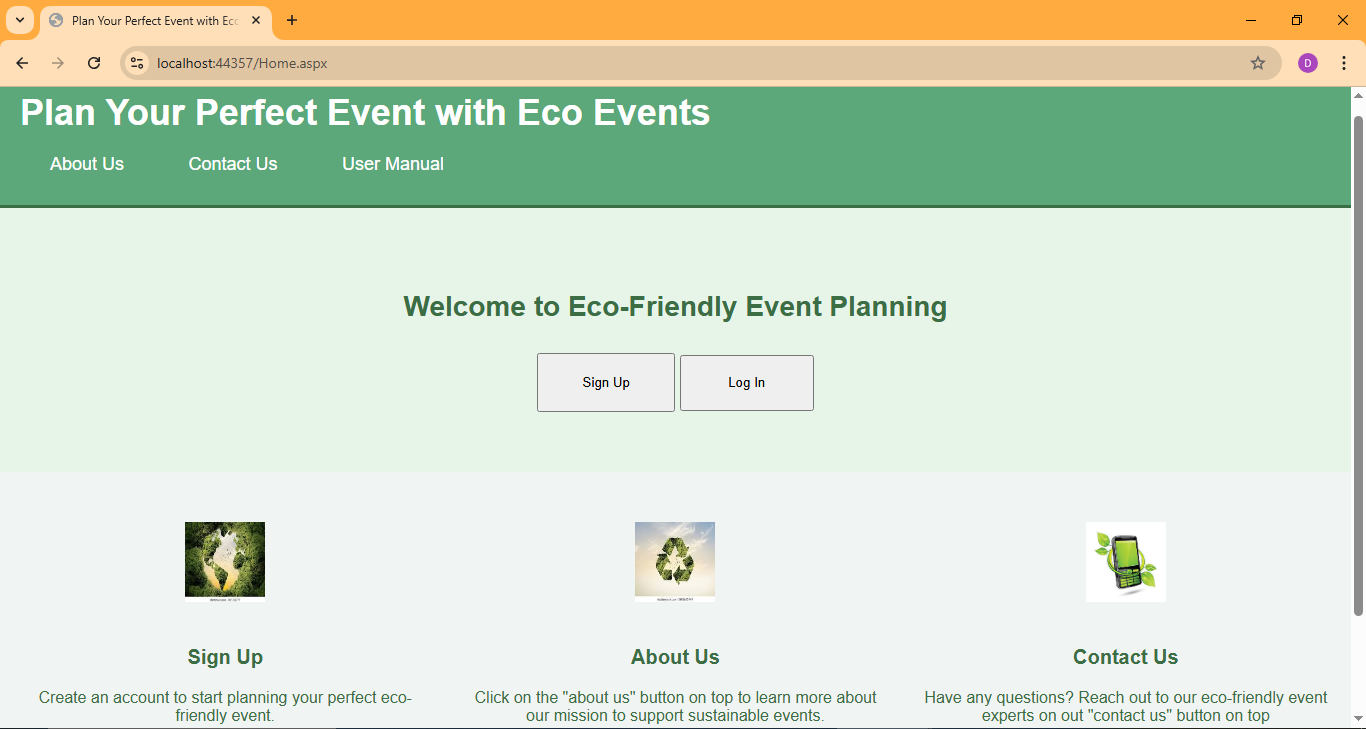 Plan Your Perfect Event with Ec
localhost:44357/Home.aspx
D
Plan Your Perfect Event with Eco Events
About Us Contact Us User Manual
Welcome to Eco-Friendly Event Planning
Sign Up Log In
Sign Up
Create an account to start planning your perfect eco-
friendly event.
About Us
Click on the "about us" button on top to learn more about
our mission to support sustainable events.
Contact Us
Have any questions? Reach out to our eco-friendly event
experts on out "contact us" button on top